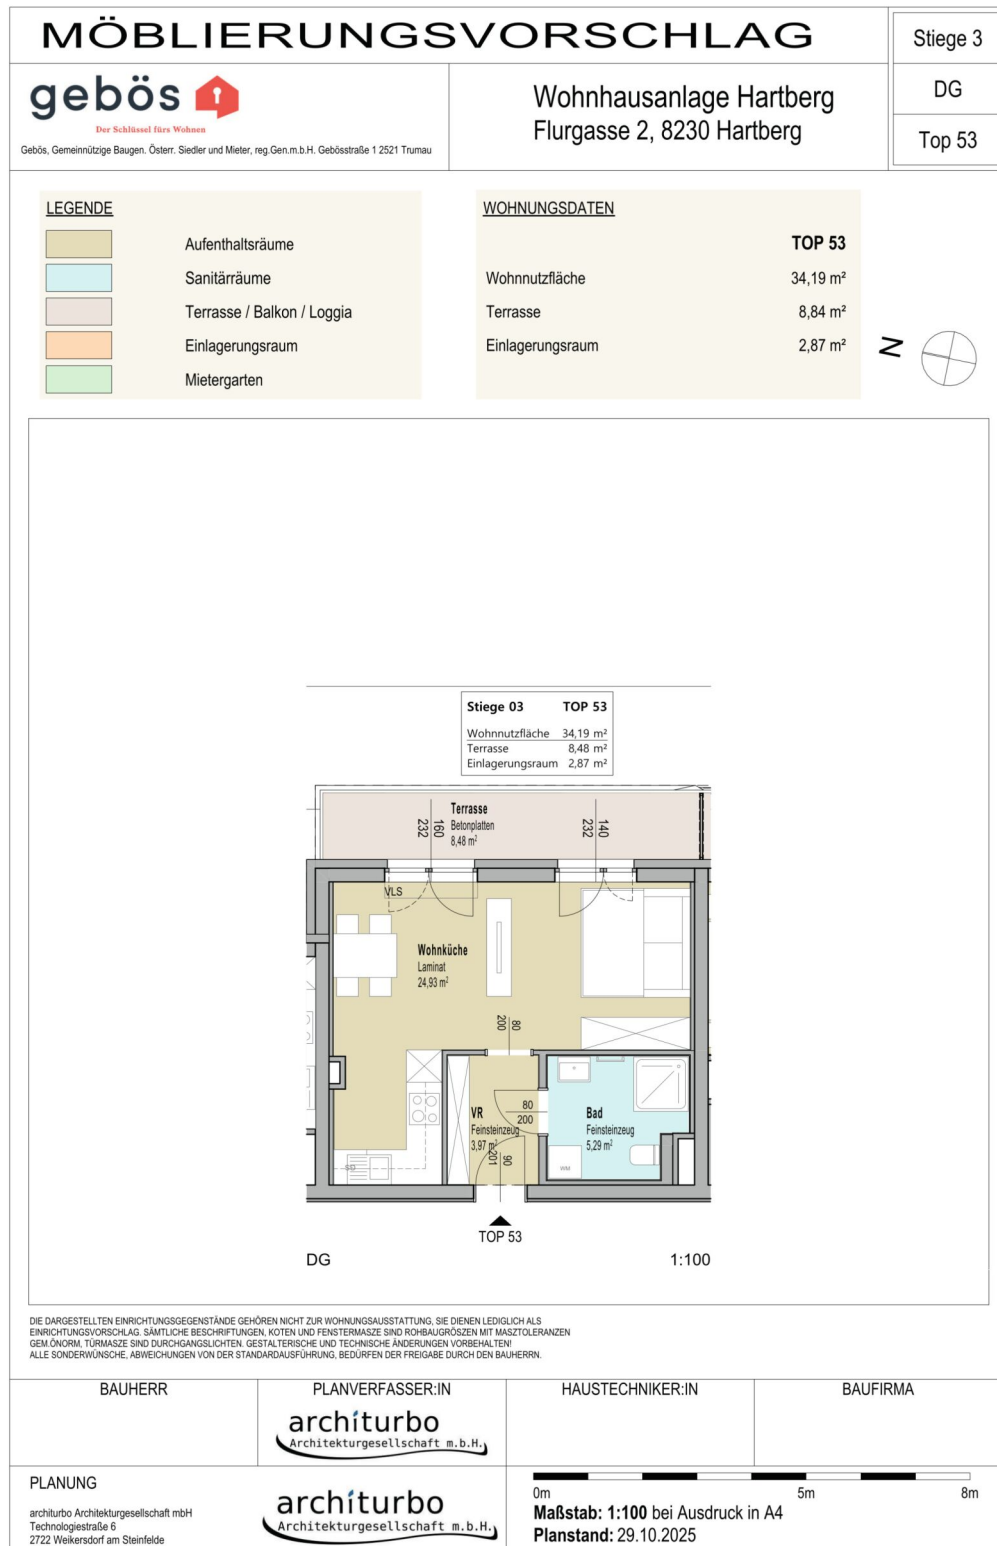 MÖBLIERUNGSVORSCHLAG
Stiege 3
gebös
Der Schlüssel fürs Wohnen
Gebös, Gemeinnützige Baugen. Österr. Siedler und Mieter, reg.Gen.m.b.H. Gebösstraße 1 2521 Trumau
Wohnhausanlage Hartberg
Flurgasse 2, 8230 Hartberg
DG
Top 53
LEGENDE
Aufenthaltsräume
Sanitärräume
Terrasse / Balkon / Loggia
Einlagerungsraum
Mietergarten
WOHNUNGSDATEN
TOP 53
Wohnnutzfläche 34,19 m²
Terrasse 8,84 m²
Einlagerungsraum 2,87 m²
N
Stiege 03 TOP 53
Wohnnutzfläche 34,19 m²
Terrasse 8,48 m²
Einlagerungsraum 2,87 m²
Terrasse
Betonplatten
8,48 m²
160
232
140
232
VLS
Wohnküche
Laminat
24,93 m²
80
200
VR
Feinsteinzeug
3,97 m²
80
200
Bad
Feinsteinzeug
5,29 m²
90
201
WM
TOP 53
DG 1:100
DIE DARGESTELLTEN EINRICHTUNGSGEGENSTÄNDE GEHÖREN NICHT ZUR WOHNUNGSAUSSTATTUNG, SIE DIENEN LEDIGLICH ALS
EINRICHTUNGSVORSCHLAG. SÄMTLICHE BESCHRIFTUNGEN, KOTEN UND FENSTERMASZE SIND ROHBAUGRÖSZEN MIT MASZTOLERANZEN
GEM.ÖNORM, TÜRMASZE SIND DURCHGANGSLICHTEN. GESTALTERISCHE UND TECHNISCHE ÄNDERUNGEN VORBEHALTEN!
ALLE SONDERWÜNSCHE, ABWEICHUNGEN VON DER STANDARDAUSFÜHRUNG, BEDÜRFEN DER FREIGABE DURCH DEN BAUHERRN.
BAUHERR
PLANVERFASSER:IN
HAUSTECHNIKER:IN
BAUFIRMA
architurbo
Architekturgesellschaft m.b.H.
PLANUNG
architurbo Architekturgesellschaft mbH
Technologiestraße 6
2722 Weikersdorf am Steinfelde
architurbo
Architekturgesellschaft m.b.H.
0m 5m 8m
Maßstab: 1:100 bei Ausdruck in A4
Planstand: 29.10.2025